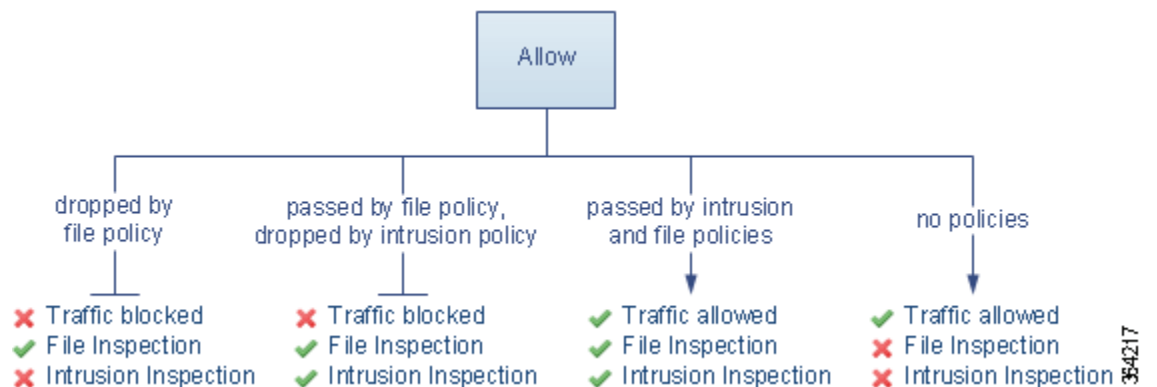 Allow
dropped by
file policy
passed by file policy,
dropped by intrusion policy
passed by intrusion
and file policies
no policies
Traffic blocked
File Inspection
Intrusion Inspection
Traffic blocked
File Inspection
Intrusion Inspection
Traffic allowed
File Inspection
Intrusion Inspection
Traffic allowed
File Inspection
Intrusion Inspection
364217